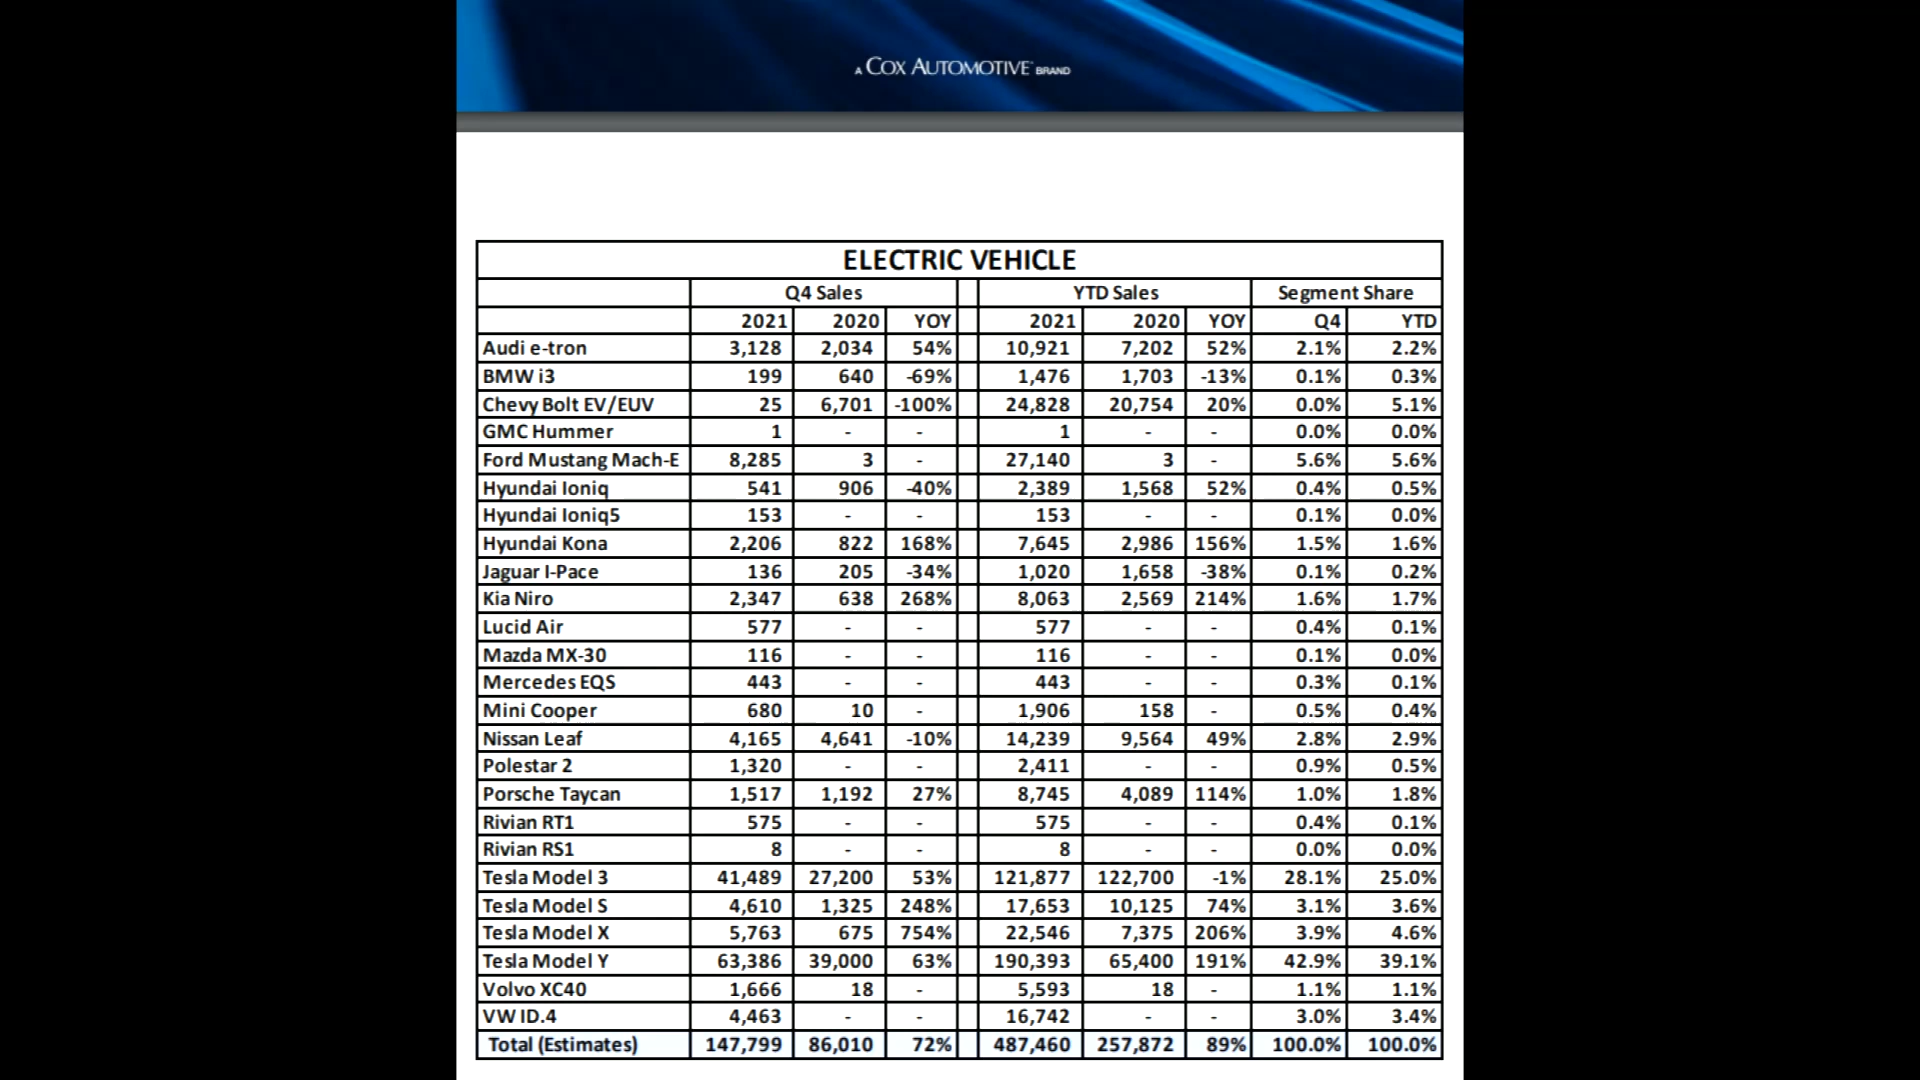 A COX AUTOMOTIVE BRAND
ELECTRIC VEHICLE
Q4 Sales YTD Sales Segment Share
2021 2020 YOY 2021 2020 YOY Q4 YTD
Audi e-tron 3,128 2,034 54% 10,921 7,202 52% 2.1% 2.2%
BMW i3 199 640 -69% 1,476 1,703 -13% 0.1% 0.3%
Chevy Bolt EV/EUV 25 6,701 -100% 24,828 20,754 20% 0.0% 5.1%
GMC Hummer 1 - - 1 - - 0.0% 0.0%
Ford Mustang Mach-E 8,285 3 - 27,140 3 - 5.6% 5.6%
Hyundai Ioniq 541 906 -40% 2,389 1,568 52% 0.4% 0.5%
Hyundai Ioniq5 153 - - 153 - - 0.1% 0.0%
Hyundai Kona 2,206 822 168% 7,645 2,986 156% 1.5% 1.6%
Jaguar I-Pace 136 205 -34% 1,020 1,658 -38% 0.1% 0.2%
Kia Niro 2,347 638 268% 8,063 2,569 214% 1.6% 1.7%
Lucid Air 577 - - 577 - - 0.4% 0.1%
Mazda MX-30 116 - - 116 - - 0.1% 0.0%
Mercedes EQS 443 - - 443 - - 0.3% 0.1%
Mini Cooper 680 10 - 1,906 158 - 0.5% 0.4%
Nissan Leaf 4,165 4,641 -10% 14,239 9,564 49% 2.8% 2.9%
Polestar 2 1,320 - - 2,411 - - 0.9% 0.5%
Porsche Taycan 1,517 1,192 27% 8,745 4,089 114% 1.0% 1.8%
Rivian RT1 575 - - 575 - - 0.4% 0.1%
Rivian RS1 8 - - 8 - - 0.0% 0.0%
Tesla Model 3 41,489 27,200 53% 121,877 122,700 -1% 28.1% 25.0%
Tesla Model S 4,610 1,325 248% 17,653 10,125 74% 3.1% 3.6%
Tesla Model X 5,763 675 754% 22,546 7,375 206% 3.9% 4.6%
Tesla Model Y 63,386 39,000 63% 190,393 65,400 191% 42.9% 39.1%
Volvo XC40 1,666 18 - 5,593 18 - 1.1% 1.1%
VW ID.4 4,463 - - 16,742 - - 3.0% 3.4%
Total (Estimates) 147,799 86,010 72% 487,460 257,872 89% 100.0% 100.0%